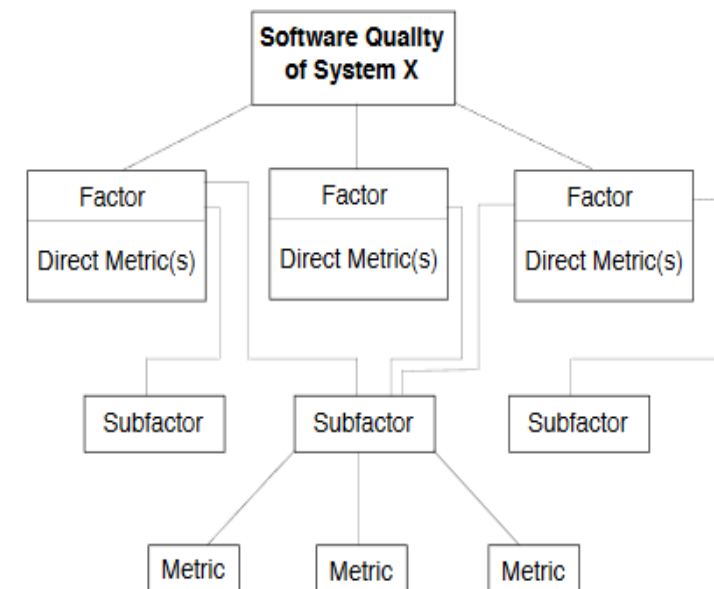 Software Quality
of System X
Factor
Direct Metric(s)
Factor
Direct Metric(s)
Factor
Direct Metric(s)
Subfactor
Subfactor
Subfactor
Metric
Metric
Metric